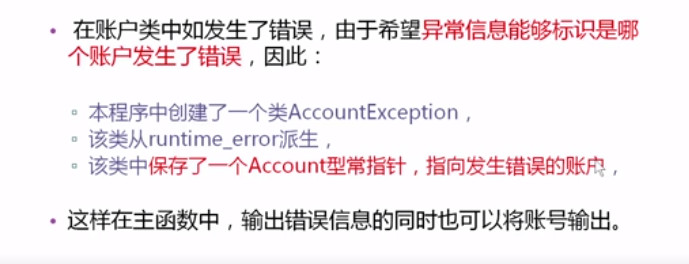 • 在账户类中如发生了错误，由于希望异常信息能够标识是哪
个账户发生了错误，因此：
▫ 本程序中创建了一个类AccountException，
▫ 该类从runtime_error派生，
▫ 该类中保存了一个Account型常指针，指向发生错误的账户，
• 这样在主函数中，输出错误信息的同时也可以将账号输出。